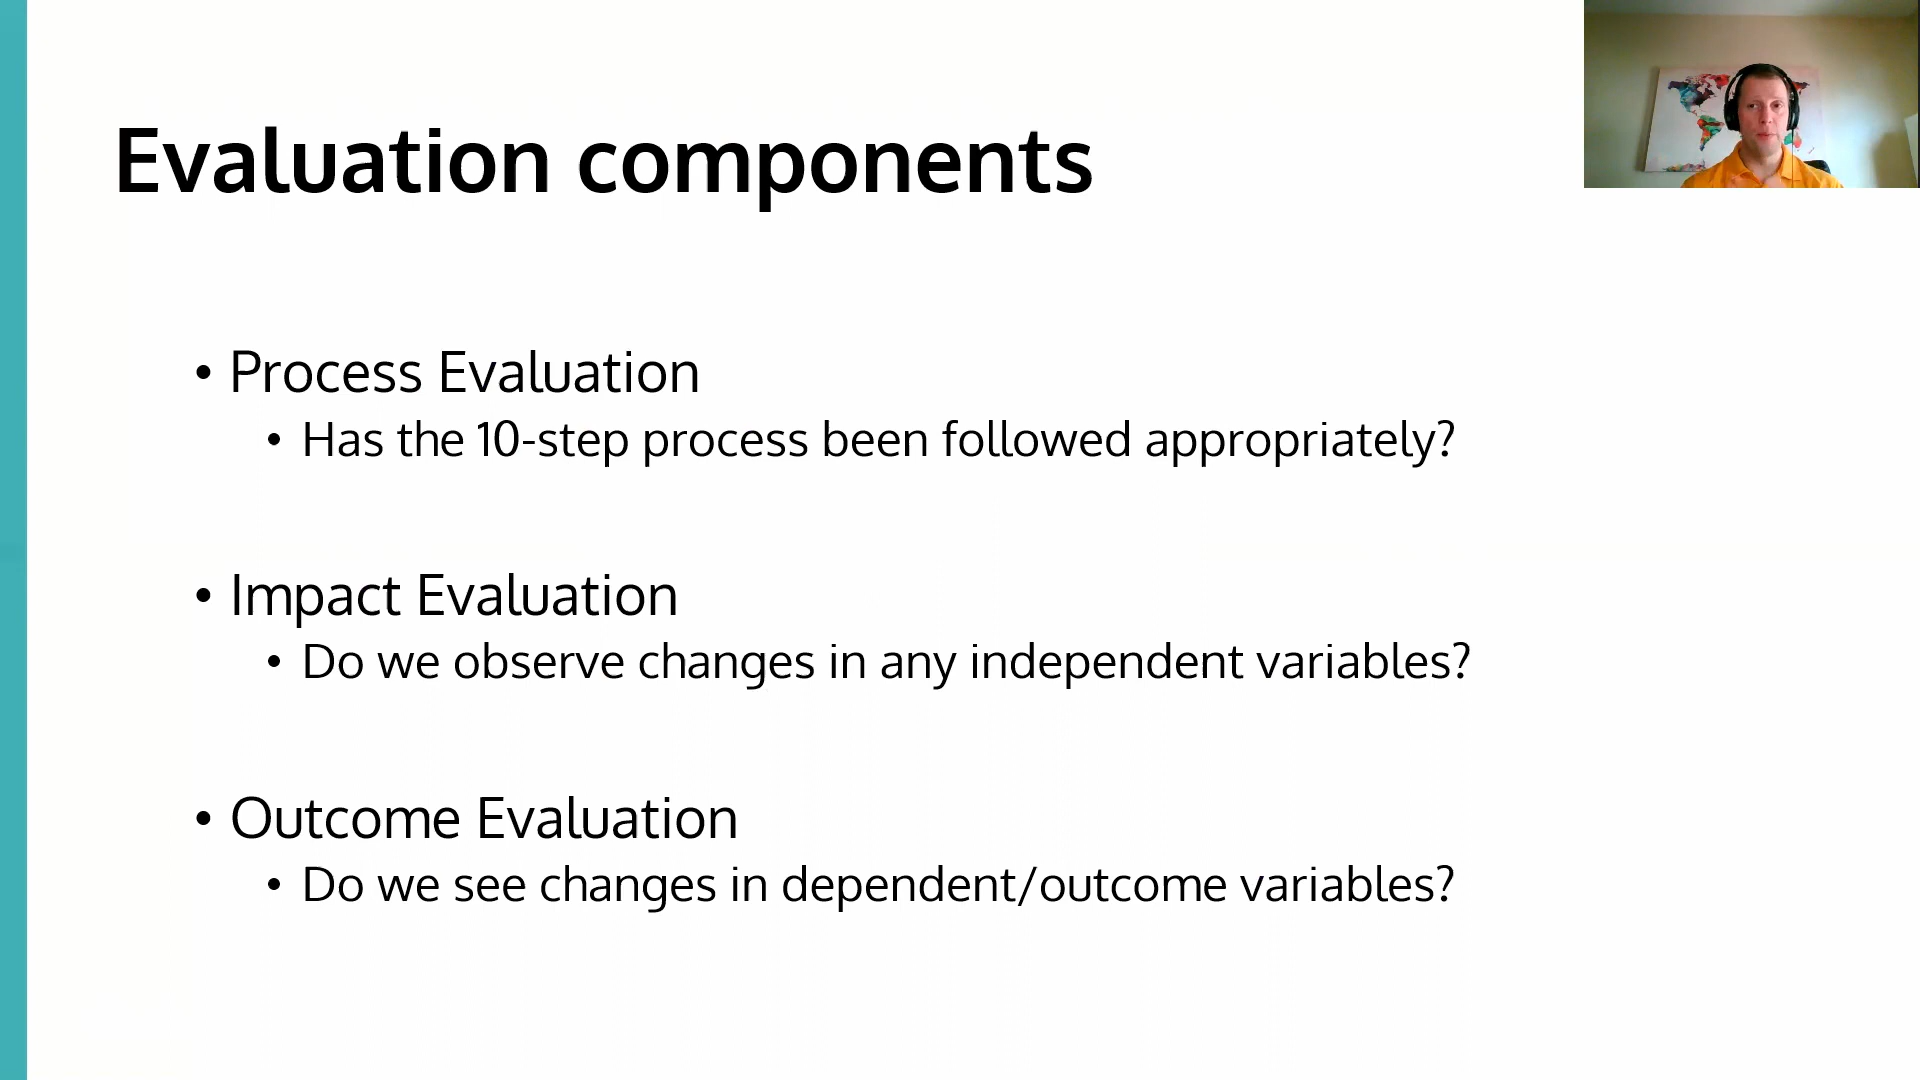 Evaluation components
• Process Evaluation
• Has the 10-step process been followed appropriately?
• Impact Evaluation
• Do we observe changes in any independent variables?
• Outcome Evaluation
• Do we see changes in dependent/outcome variables?